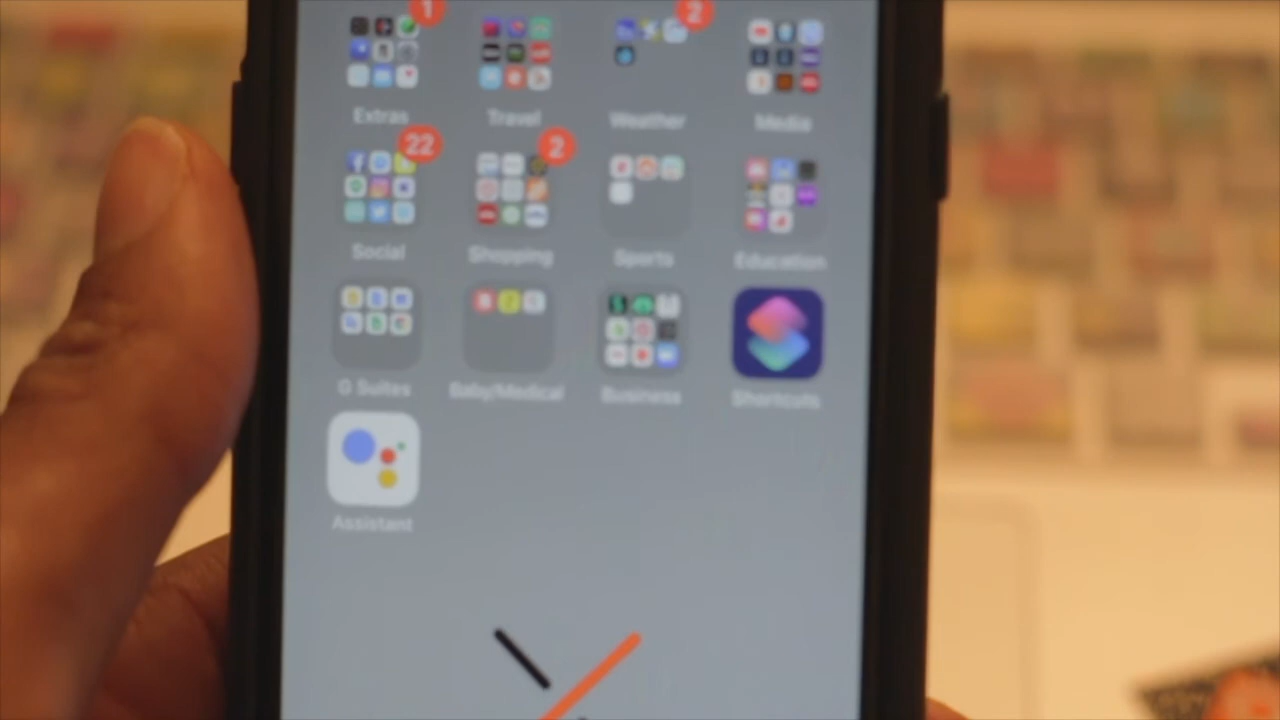 1
2
Extras Travel Weather Media
22
2
Social Shopping Sports Education
G Suites Baby/Medical Business Shortcuts
Assistant